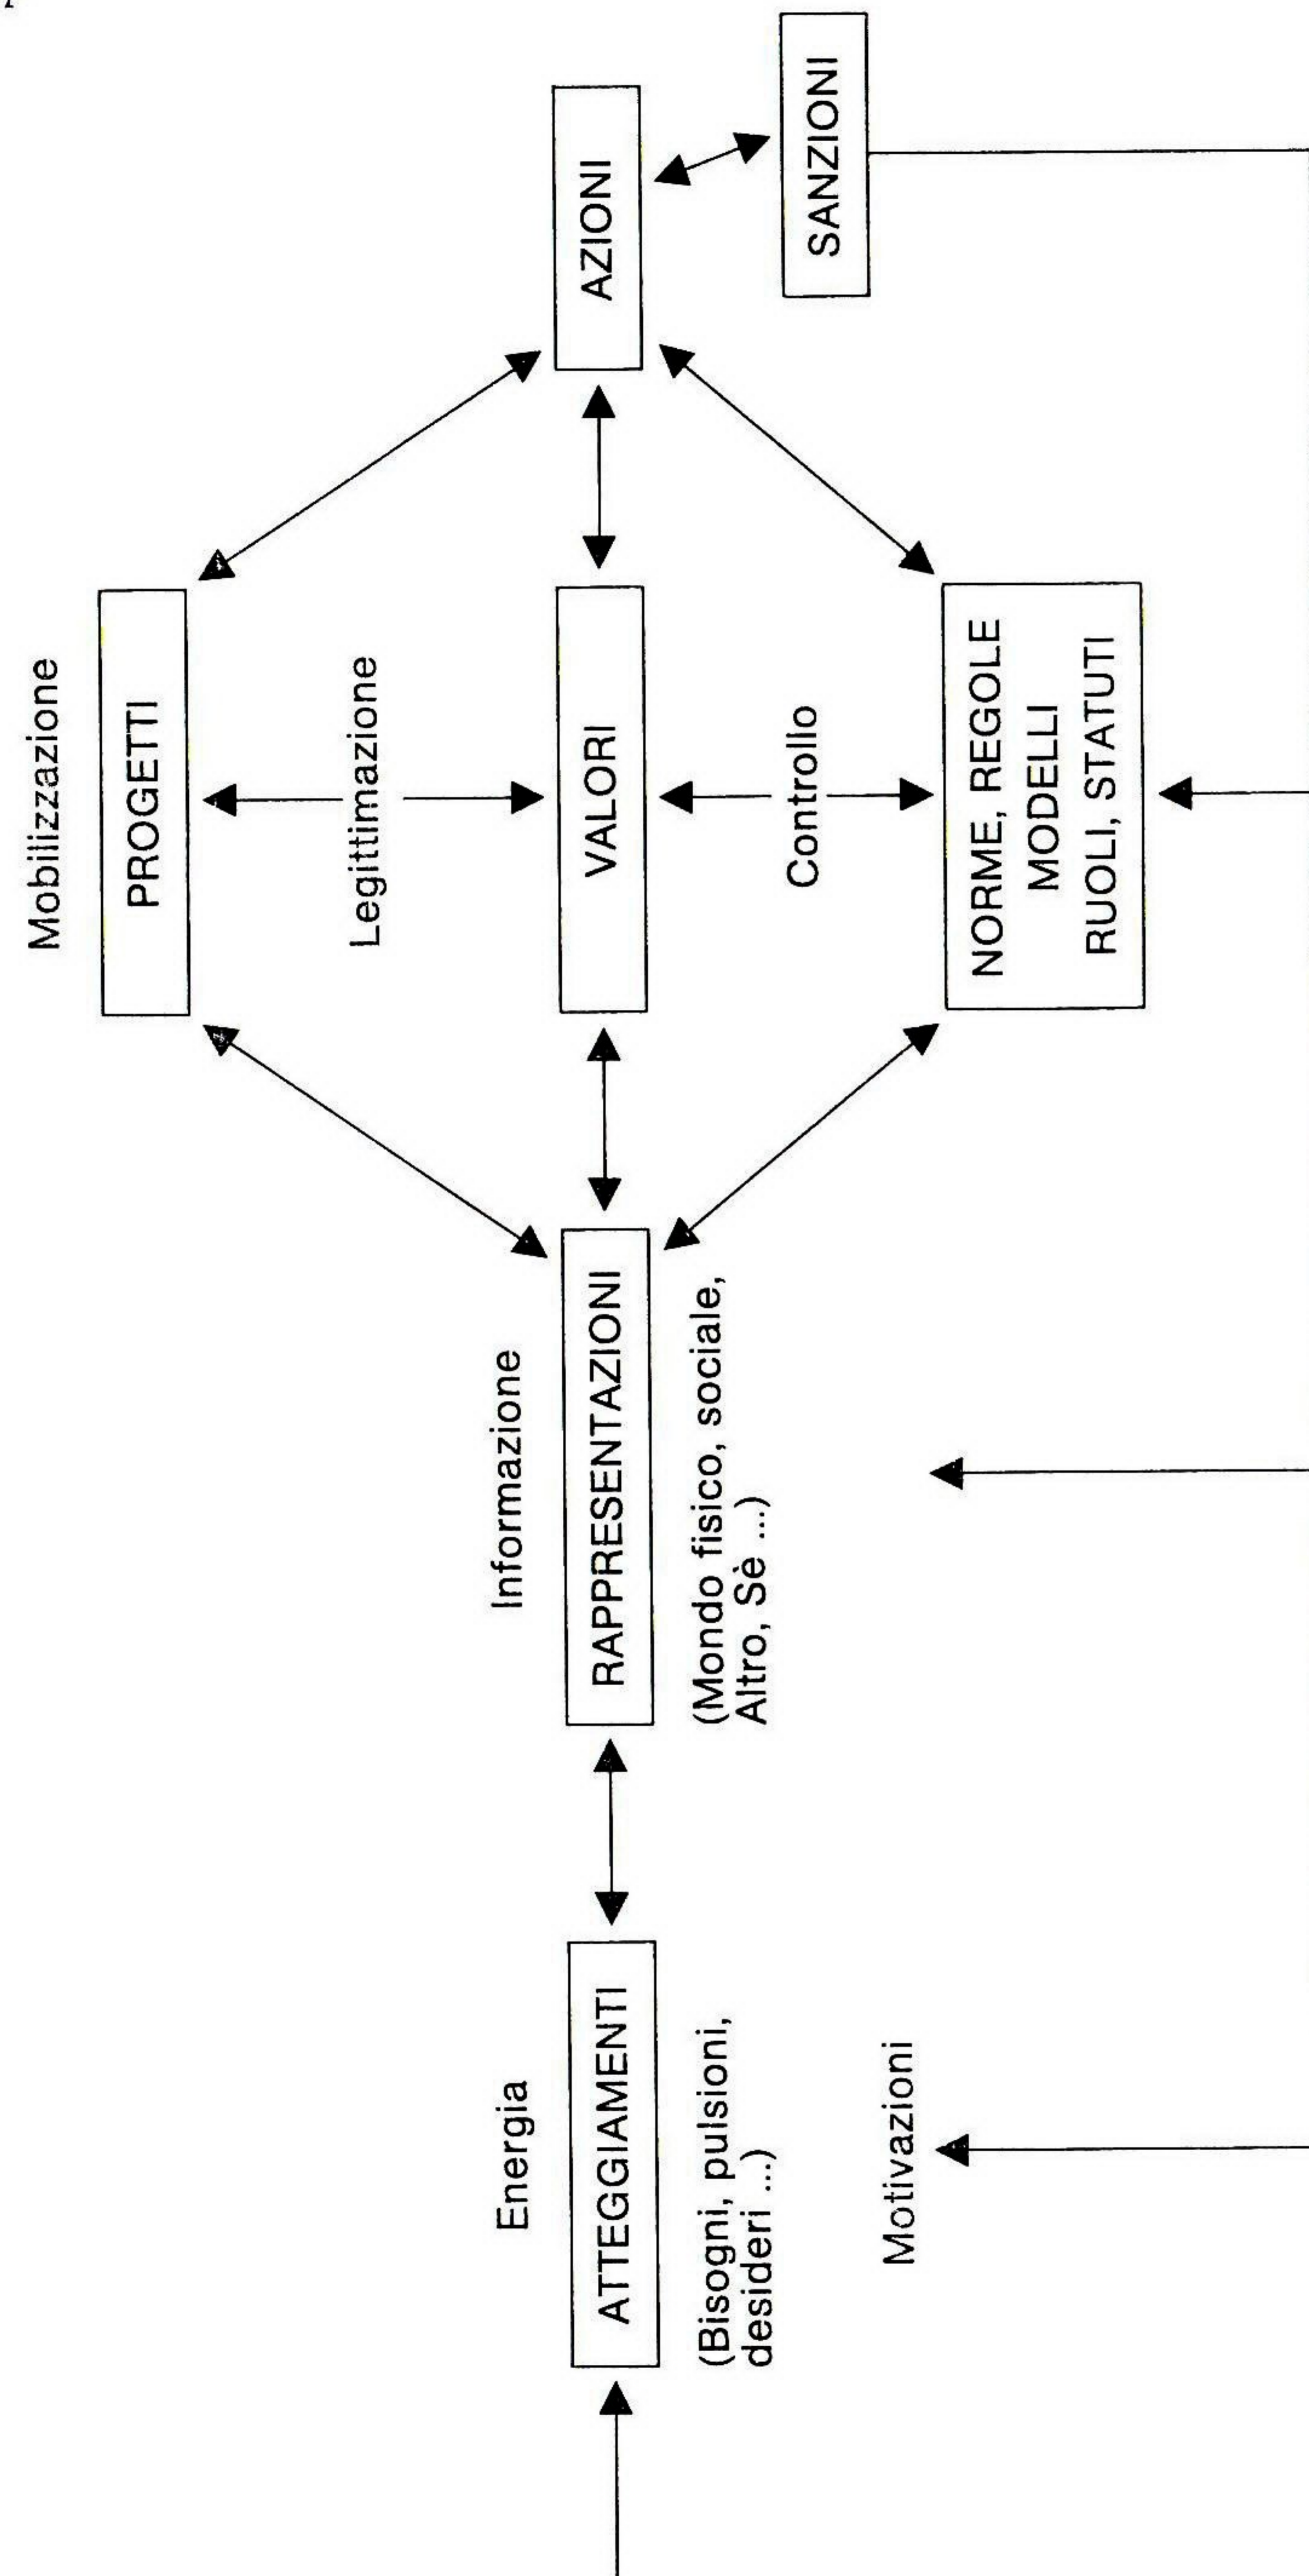 Mobilizzazione
PROGETTI
Legittimazione
Energia
Informazione
ATTEGGIAMENTI
RAPPRESENTAZIONI
VALORI
AZIONI
(Bisogni, pulsioni,
desideri ...)
(Mondo fisico, sociale,
Altro, Sè ...)
Controllo
SANZIONI
Motivazioni
NORME, REGOLE
MODELLI
RUOLI, STATUTI